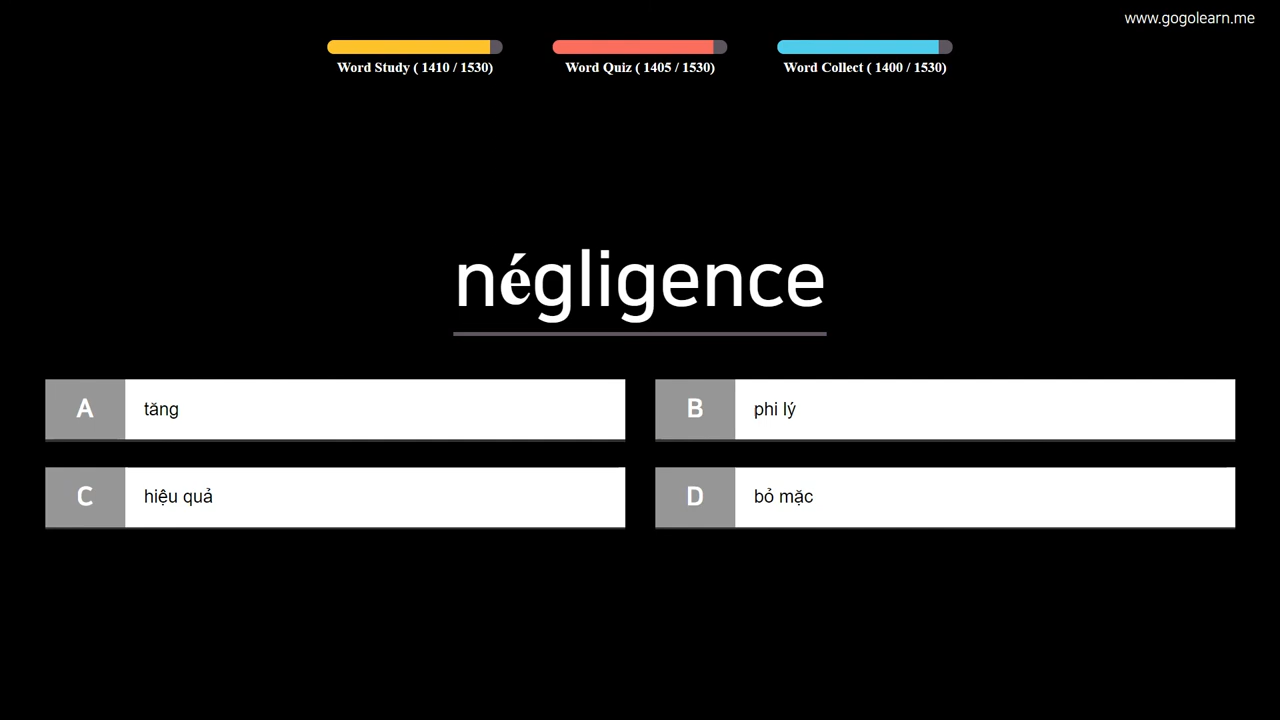 www.gogolearn.me
Word Study ( 1410 / 1530)
Word Quiz ( 1405 / 1530)
Word Collect ( 1400 / 1530)
négligence
A tăng
B phi lý
C hiệu quả
D bỏ mặc